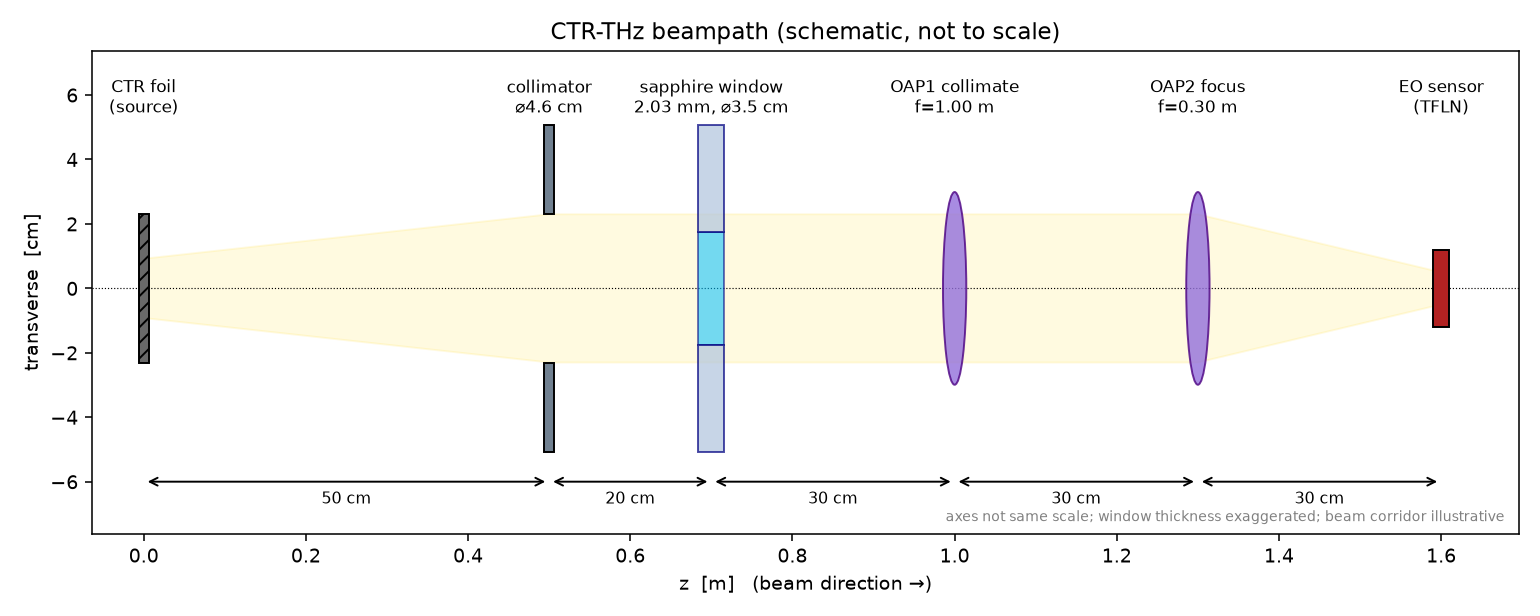 CTR-THz beampath (schematic, not to scale)
CTR foil
(source)
collimator
⌀4.6 cm
sapphire window
2.03 mm, ⌀3.5 cm
OAP1 collimate
f=1.00 m
OAP2 focus
f=0.30 m
EO sensor
(TFLN)
6
4
2
0
−2
−4
−6
transverse [cm]
50 cm
20 cm
30 cm
30 cm
30 cm
axes not same scale; window thickness exaggerated; beam corridor illustrative
0.0
0.2
0.4
0.6
0.8
1.0
1.2
1.4
1.6
z [m] (beam direction →)